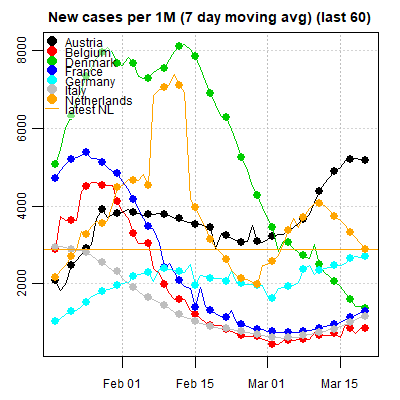 New cases per 1M (7 day moving avg) (last 60)
8000
6000
4000
2000
Austria
Belgium
Denmark
France
Germany
Italy
Netherlands
latest NL
Feb 01
Feb 15
Mar 01
Mar 15